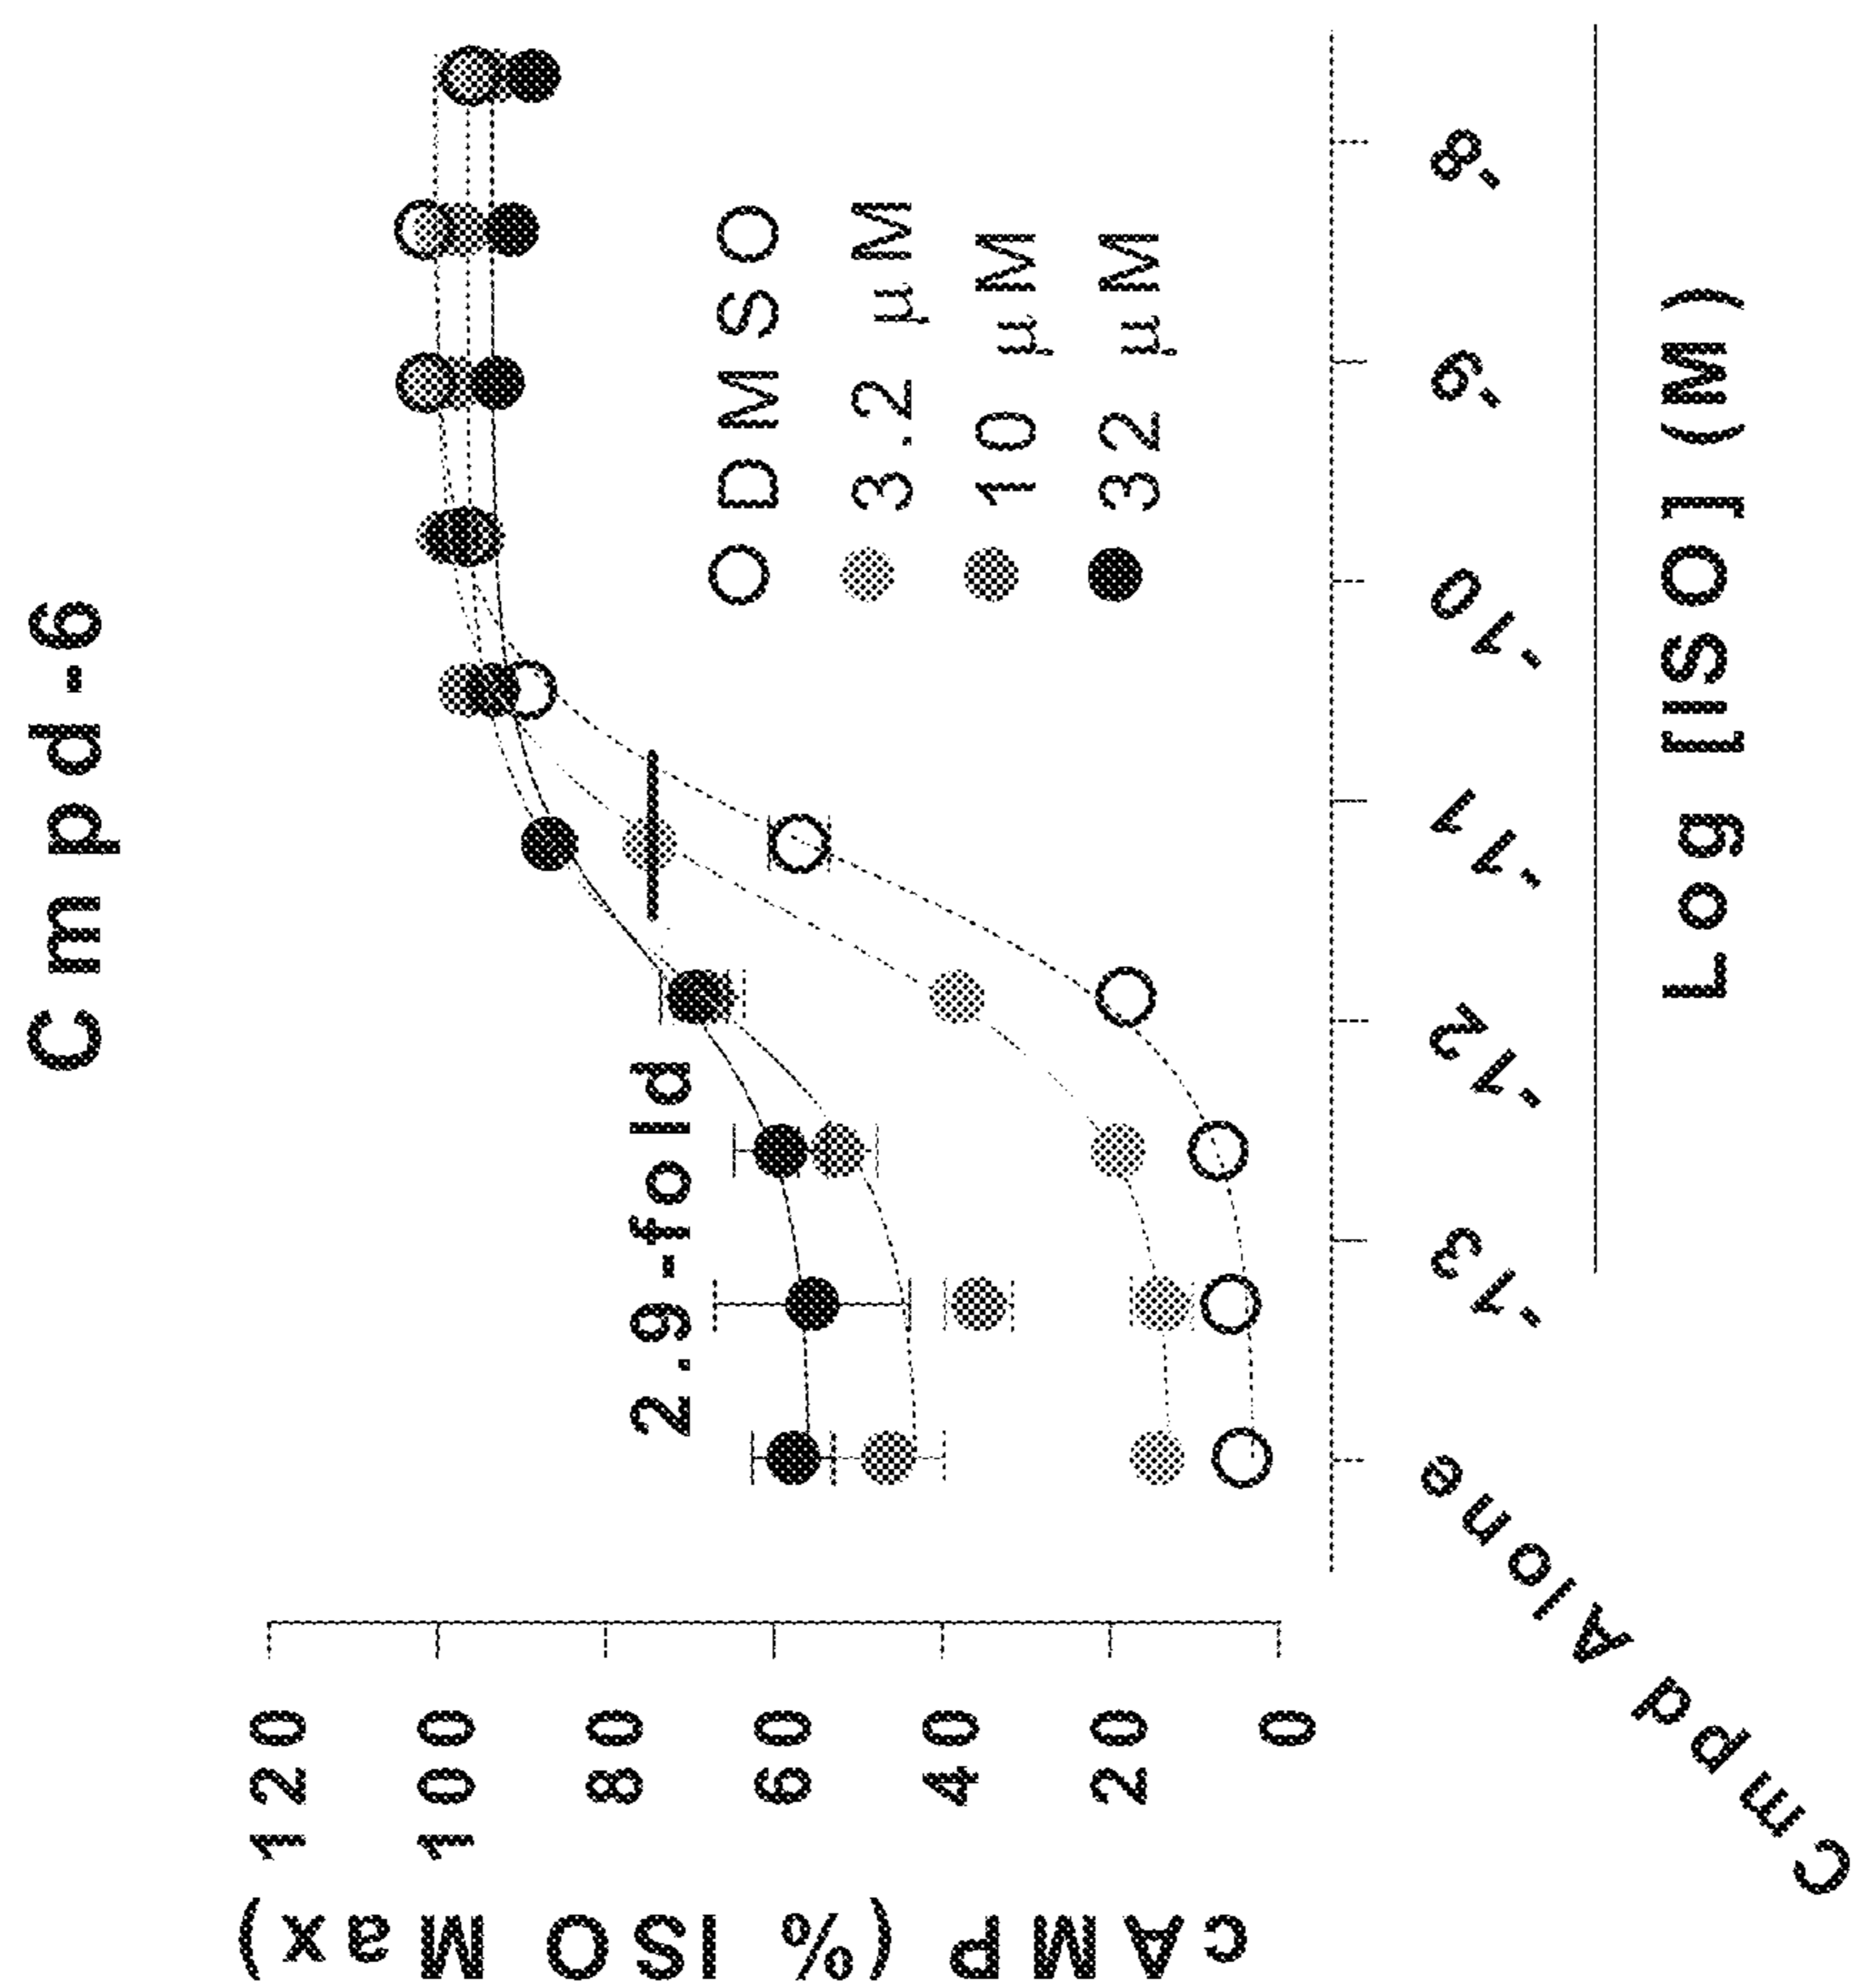 Cmpd-6
cAMP (% ISO Max)
120
100
80
60
40
20
0
2.9-fold
DMSO
3.2 µM
10 µM
32 µM
Cmpd Alone
-13
-12
-11
-10
-9
-8
Log [ISO] (M)